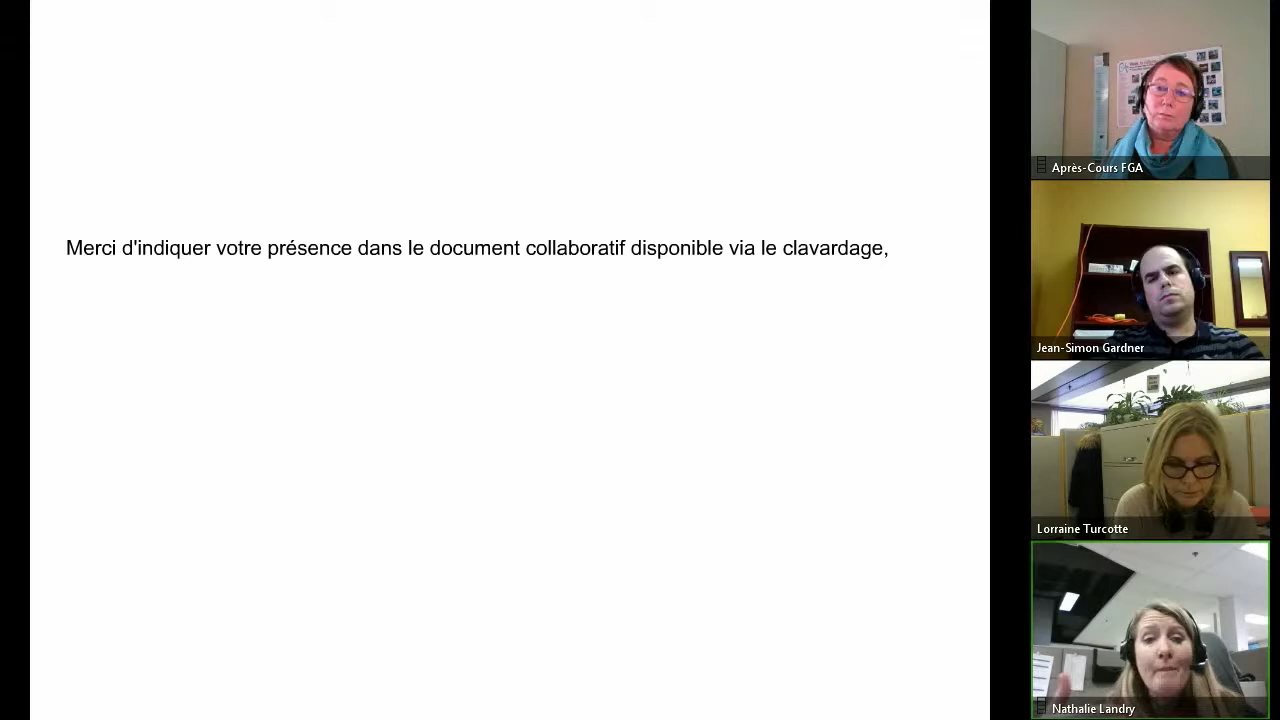 Merci d'indiquer votre présence dans le document collaboratif disponible via le clavardage,
Après-Cours FGA
Jean-Simon Gardner
Lorraine Turcotte
Nathalie Landry